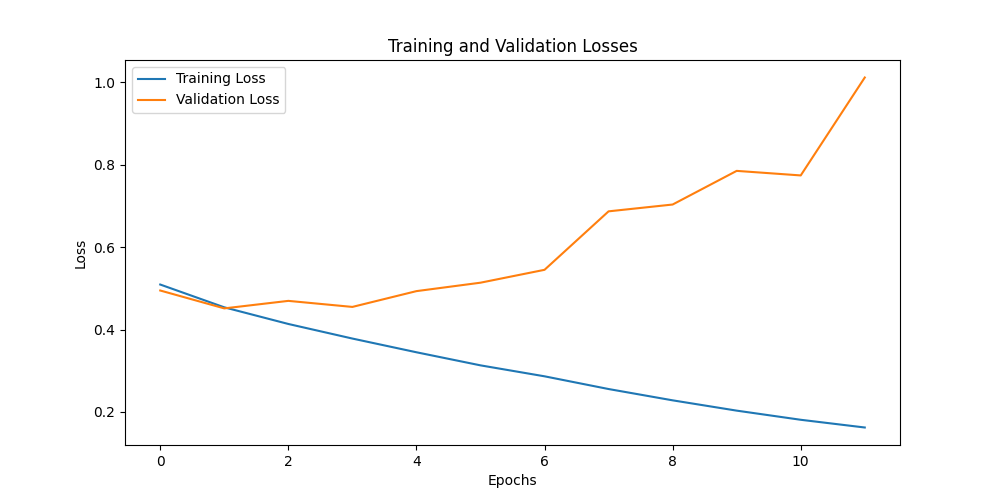 Training and Validation Losses
Training Loss
Validation Loss
1.0
0.8
0.6
0.4
0.2
Loss
0 2 4 6 8 10
Epochs